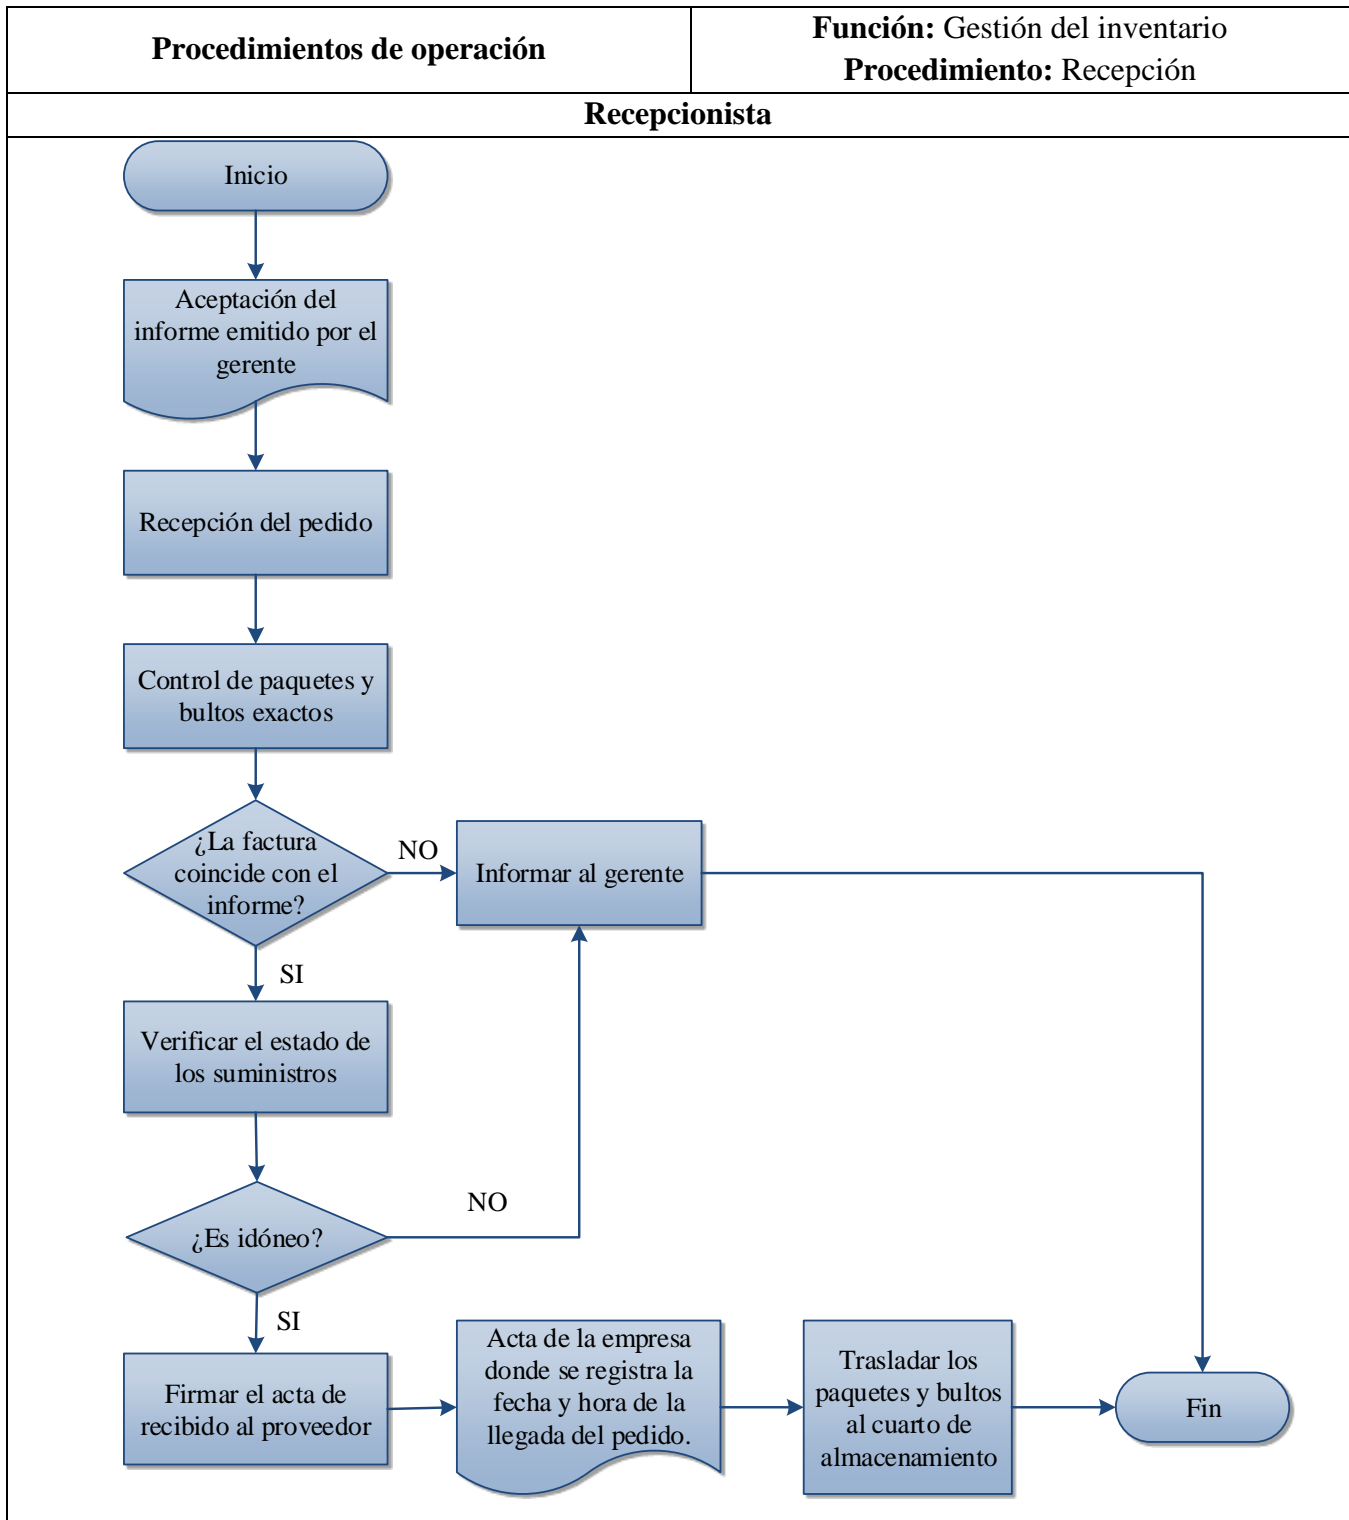 Procedimientos de operación
Función: Gestión del inventario
Procedimiento: Recepción
Recepcionista
Inicio
Aceptación del
informe emitido por el
gerente
Recepción del pedido
Control de paquetes y
bultos exactos
¿La factura
coincide con el
informe?
NO
Informar al gerente
SI
Verificar el estado de
los suministros
¿Es idóneo?
NO
SI
Firmar el acta de
recibido al proveedor
Acta de la empresa
donde se registra la
fecha y hora de la
llegada del pedido.
Trasladar los
paquetes y bultos
al cuarto de
almacenamiento
Fin